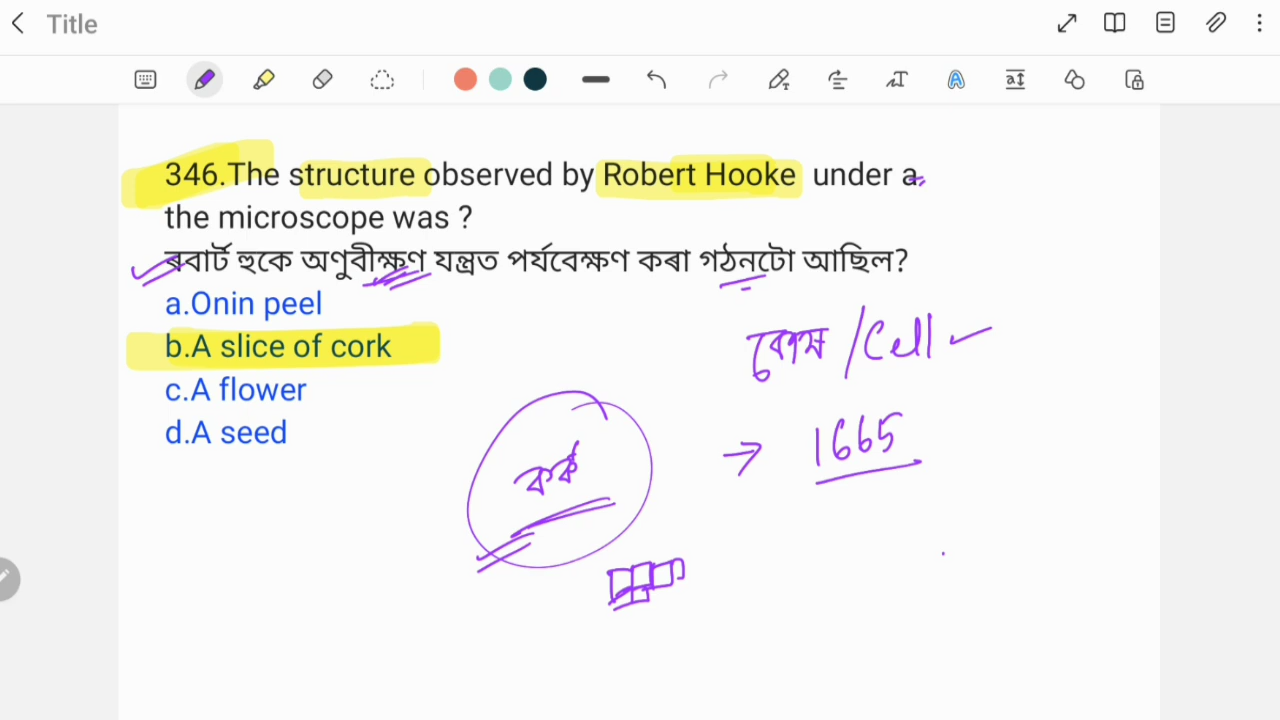 Title
346.The structure observed by Robert Hooke under a
the microscope was ?
ৰবাৰ্ট হুকে অণুবীক্ষণ যন্ত্ৰত পৰ্যবেক্ষণ কৰা গঠনটো আছিল?
a.Onin peel
b.A slice of cork
c.A flower
d.A seed
কোষ /Cell ✓
কৰ্ক
→ 1665